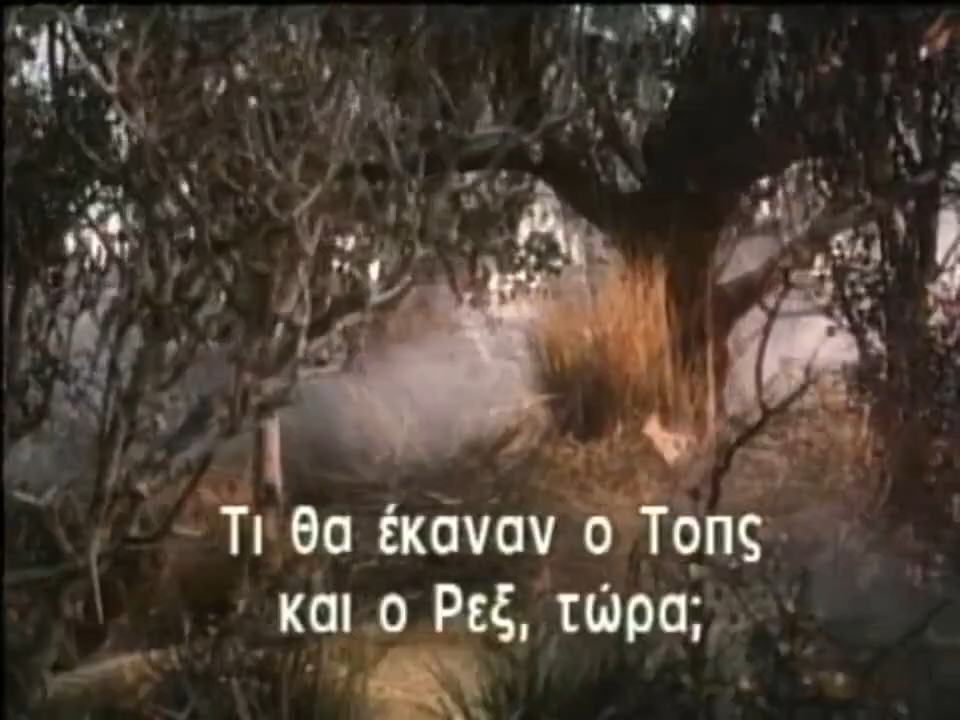 Τι θα έκαναν ο Τοπς
και ο Ρεξ, τώρα;